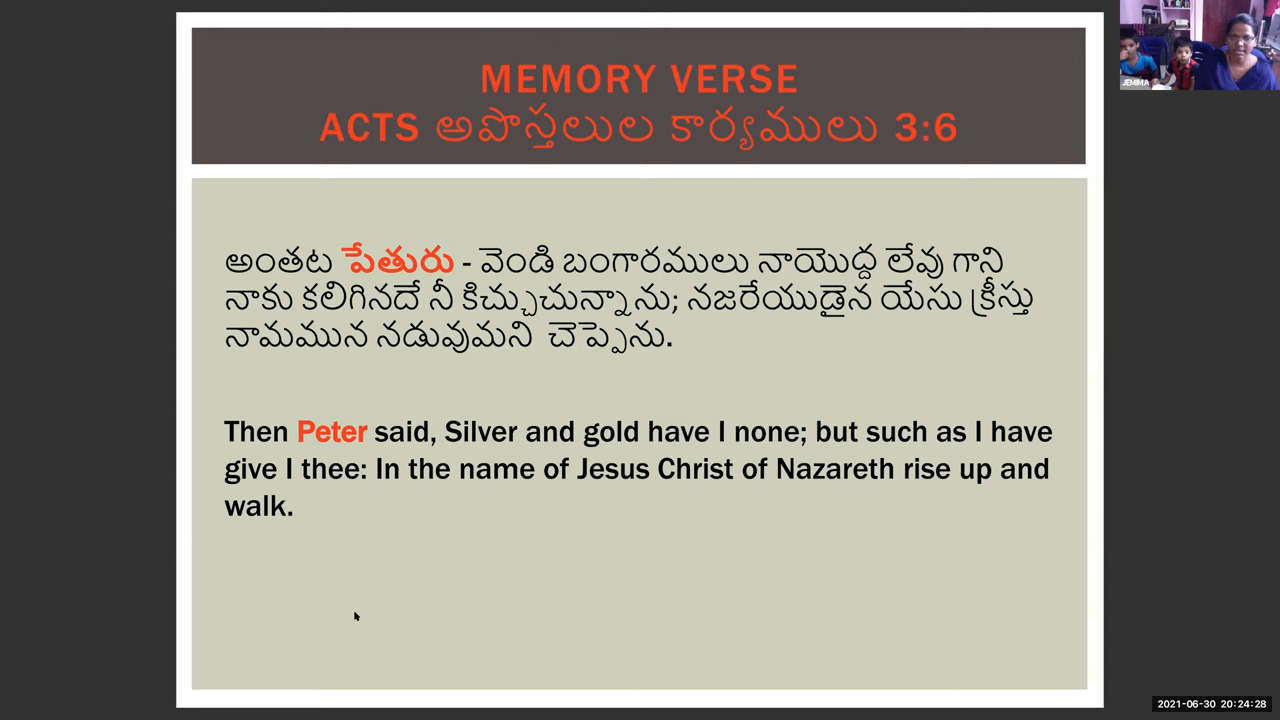 MEMORY VERSE
ACTS అపొస్తలుల కార్యములు 3:6
JEMIMA
అంతట పేతురు - వెండి బంగారములు నాయొద్ద లేవు గాని
నాకు కలిగినదే నీ కిచ్చుచున్నాను; నజరేయుడైన యేసు క్రీస్తు
నామమున నడువుమని చెప్పెను.
Then Peter said, Silver and gold have I none; but such as I have
give I thee: In the name of Jesus Christ of Nazareth rise up and
walk.
2021-06-30 20:24:28